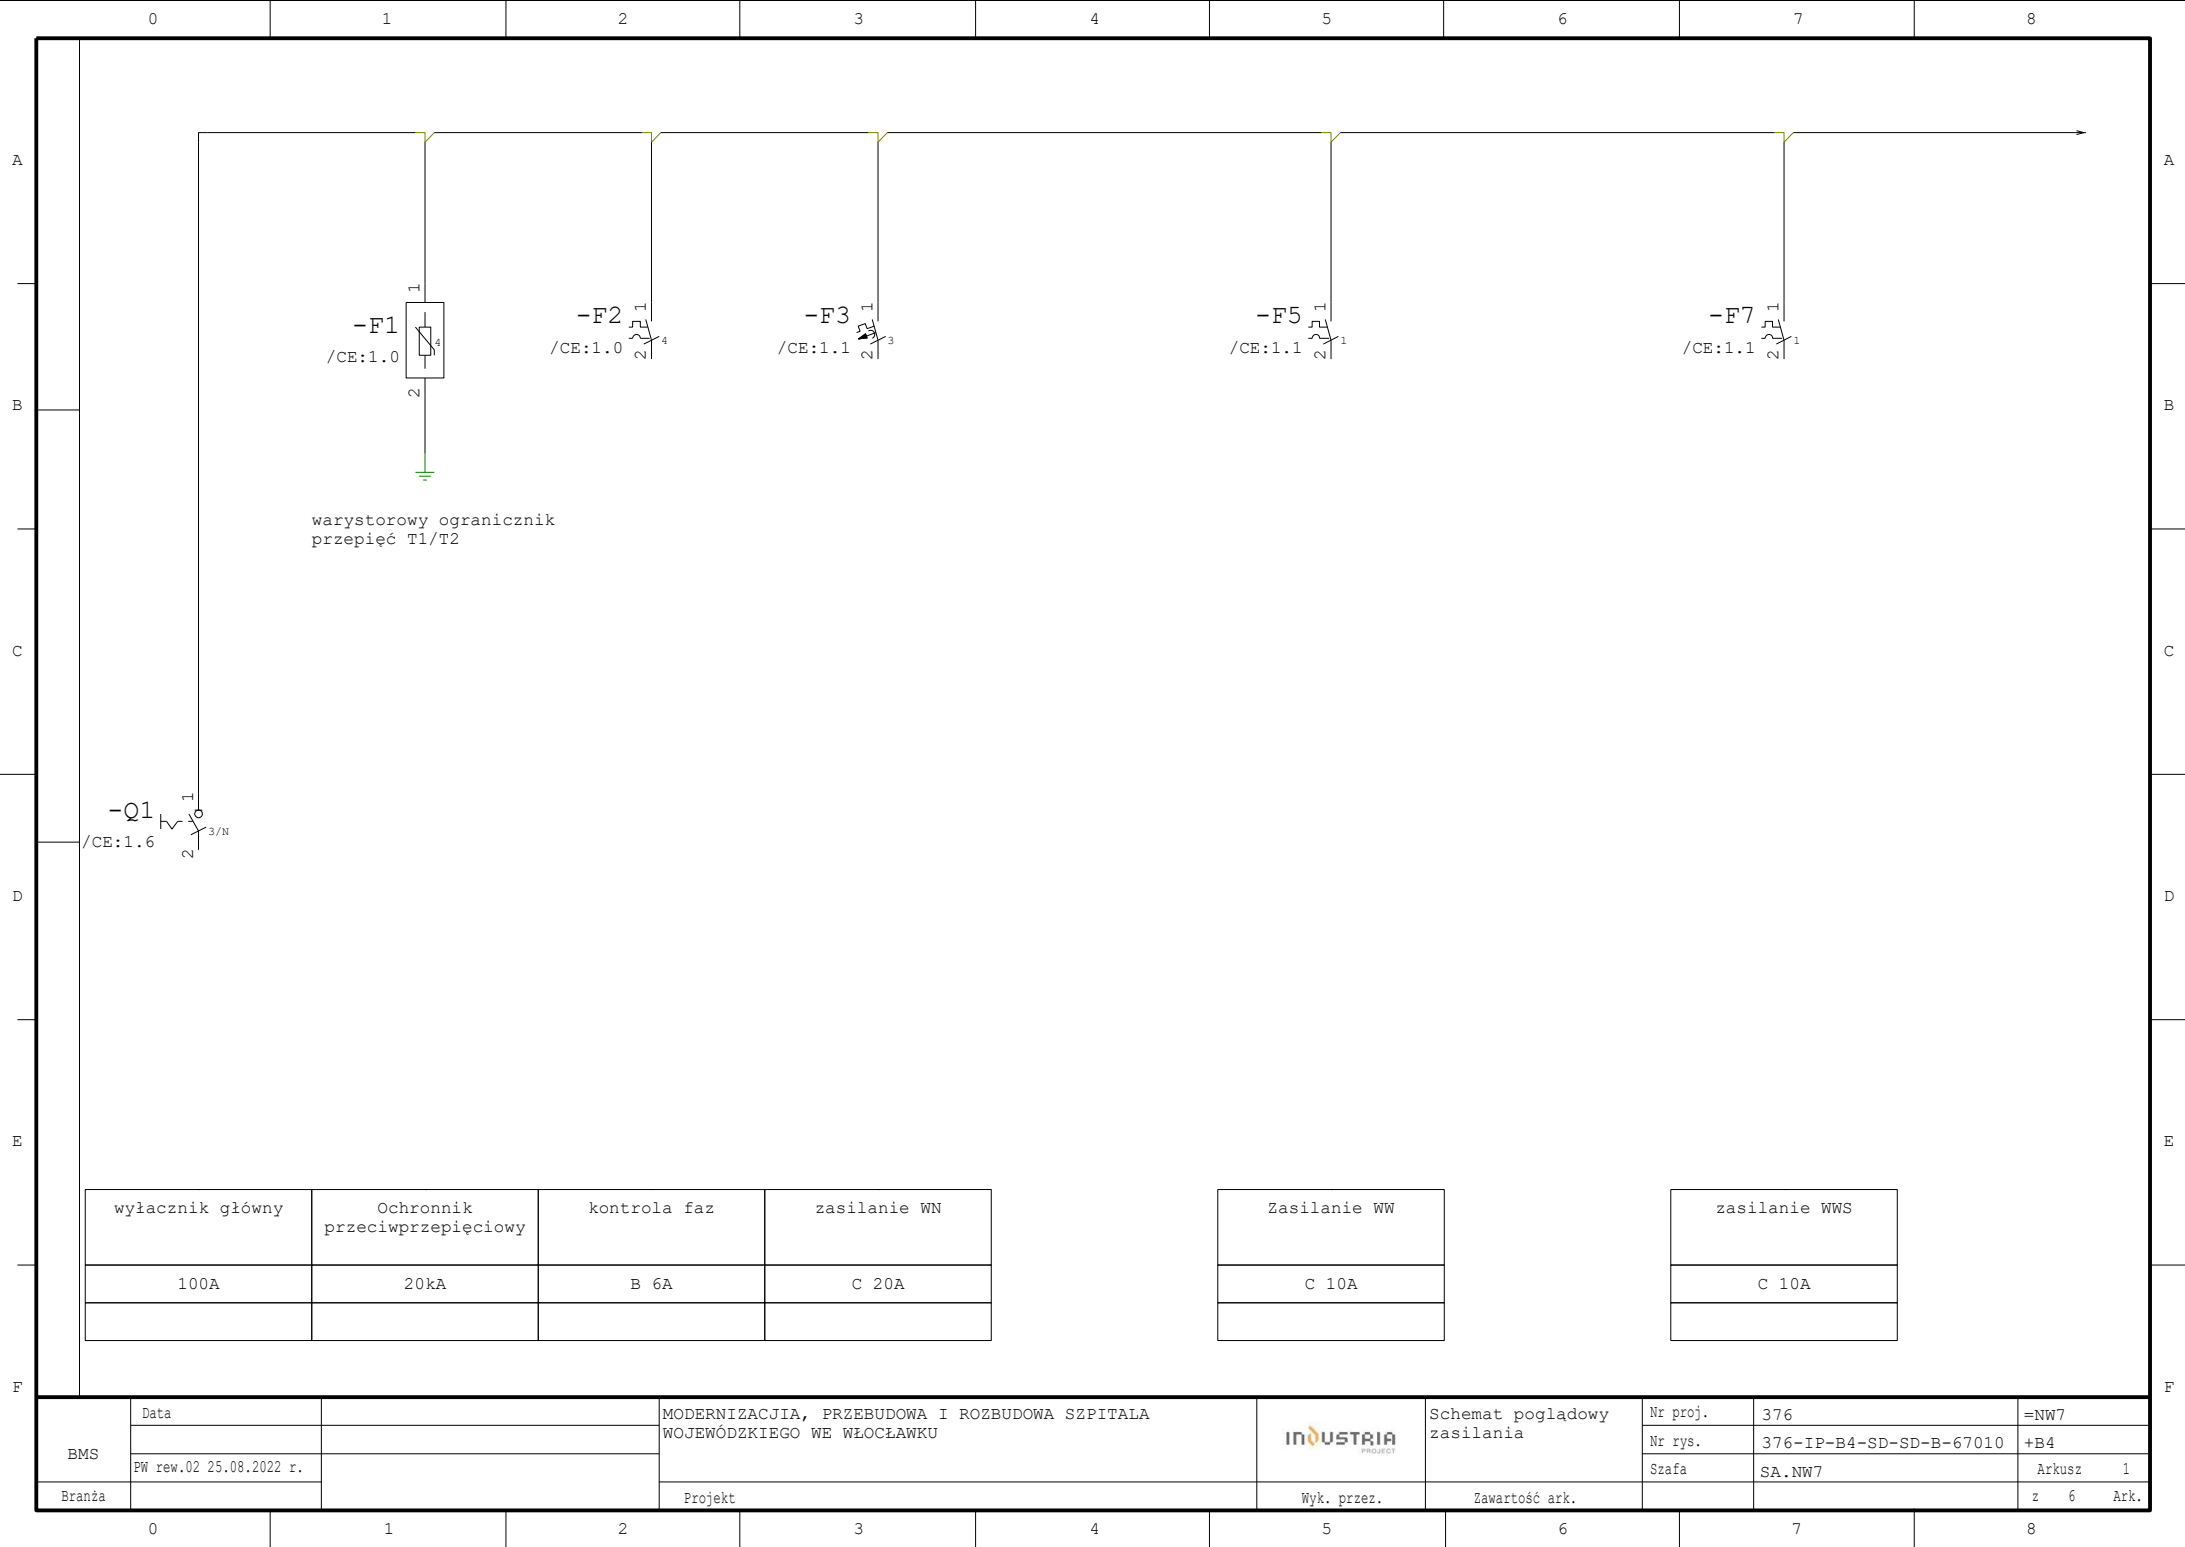 0 1 2 3 4 5 6 7 8
A A
1
-F1
/CE:1.0
4
2
-F2
/CE:1.0
1
4
2
-F3
/CE:1.1
1
3
2
-F5
/CE:1.1
1
1
2
-F7
/CE:1.1
1
1
2
B B
warystorowy ogranicznik
przepięć T1/T2
C C
-Q1
/CE:1.6
1
3/N
2
D D
E E
wyłacznik główny
Ochronnik
przeciwprzepięciowy
kontrola faz
zasilanie WN
Zasilanie WW
zasilanie WWS
100A 20kA B 6A C 20A C 10A C 10A
F F
BMS
Branża
Data
PW rew.02 25.08.2022 r.
MODERNIZACJIA, PRZEBUDOWA I ROZBUDOWA SZPITALA
WOJEWÓDZKIEGO WE WŁOCŁAWKU
Projekt
INDUSTRIA
PROJECT
Wyk. przez.
Schemat poglądowy
zasilania
Zawartość ark.
Nr proj. 376 =NW7
Nr rys. 376-IP-B4-SD-SD-B-67010 +B4
Szafa SA.NW7 Arkusz 1
z 6 Ark.
0 1 2 3 4 5 6 7 8